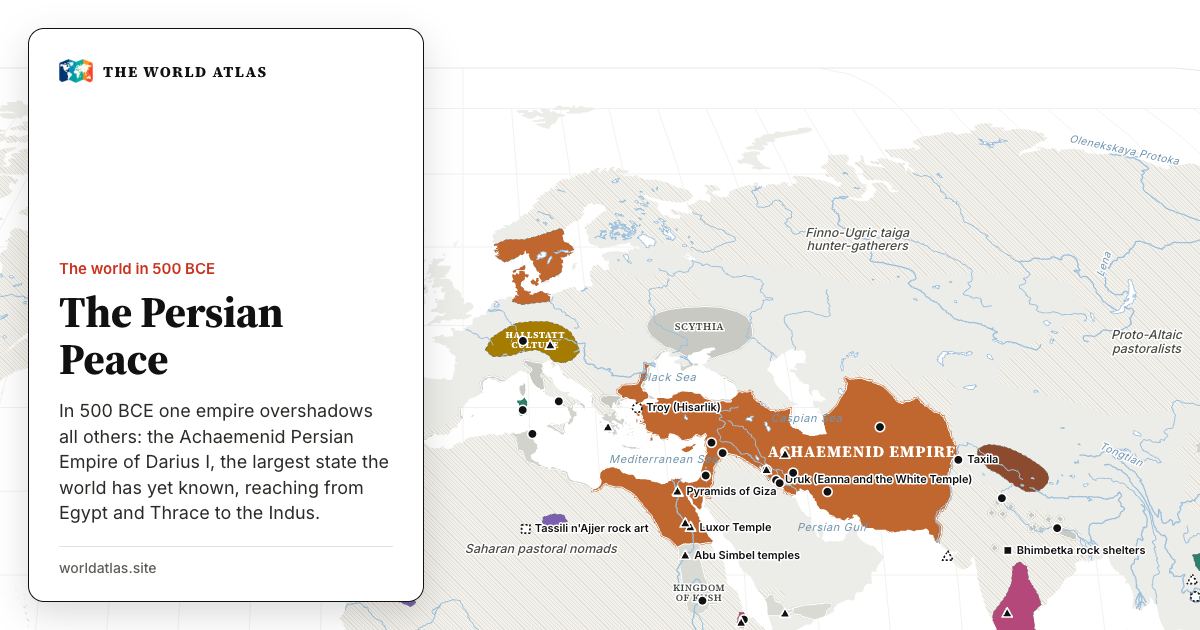 THE WORLD ATLAS
The world in 500 BCE
The Persian
Peace
In 500 BCE one empire overshadows
all others: the Achaemenid Persian
Empire of Darius I, the largest state the
world has yet known, reaching from
Egypt and Thrace to the Indus.
worldatlas.site
Olenekskaya Protoka
Finno-Ugric taiga
hunter-gatherers
Lena
SCYTHIA
HALLSTATT
CULTURE
Proto-Altaic
pastoralists
Black Sea
Troy (Hisarlik)
Caspian Sea
Mediterranean S
ACHAEMENID EMPIRE
Taxila
Tongtian
Uruk (Eanna and the White Temple)
Pyramids of Giza
Tassili n'Ajjer rock art
Luxor Temple
Persian Gulf
Saharan pastoral nomads
Abu Simbel temples
Bhimbetka rock shelters
KINGDOM
OF KUSH